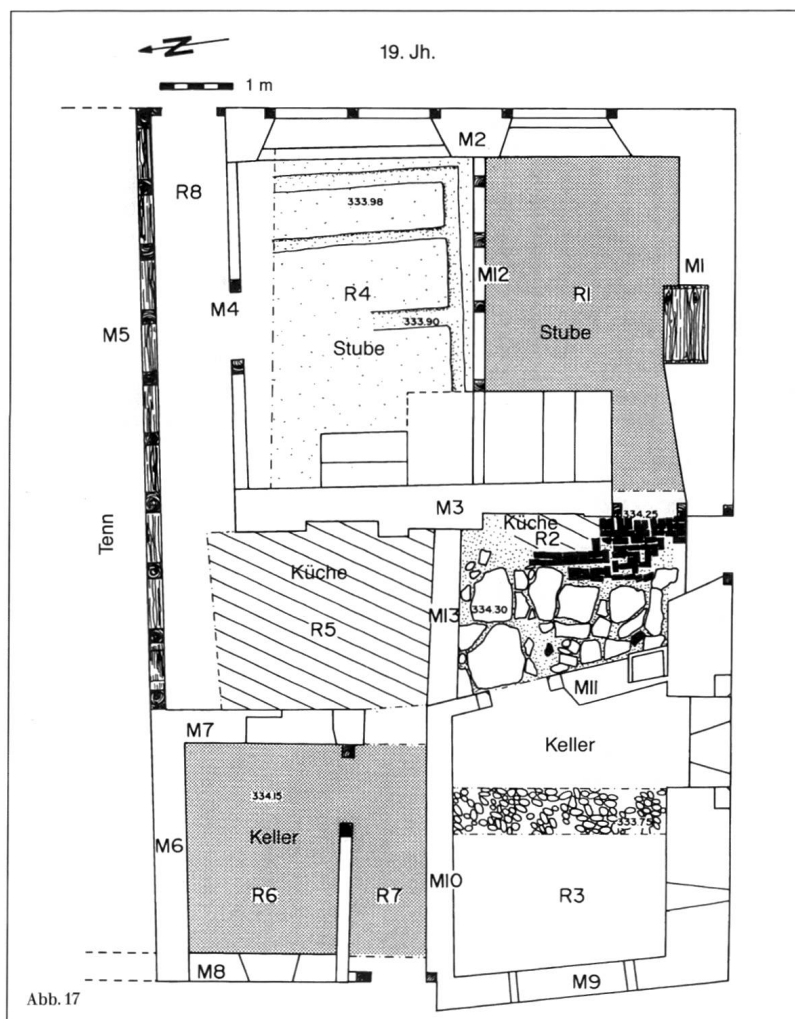 N
19. Jh.
1 m
M2
R8
333.98
M12
M1
R4
R1
M4
333.90
M5
Stube
Stube
M3
334.25
Küche
R2
Tenn
Küche
M13
334.30
R5
M11
M7
Keller
334.15
333.75
Keller
M6
M10
R6
R7
R3
M8
M9
Abb. 17